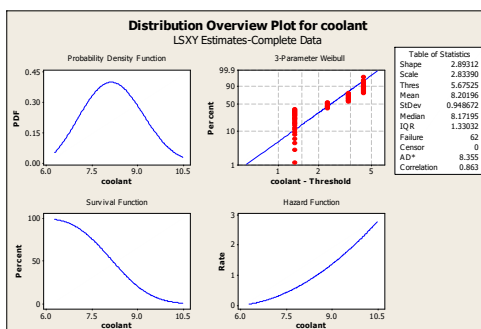 Distribution Overview Plot for coolant
LSXY Estimates-Complete Data
Probability Density Function
0.45
0.30
0.15
0.00
PDF
6.0 7.5 9.0 10.5
coolant
3-Parameter Weibull
99.9
90
50
10
1
Percent
1 2 5
coolant - Threshold
Table of Statistics
Shape 2.89312
Scale 2.83390
Thres 5.67525
Mean 8.20196
StDev 0.948672
Median 8.17195
IQR 1.33032
Failure 62
Censor 0
AD* 8.355
Correlation 0.863
Survival Function
100
50
0
Percent
6.0 7.5 9.0 10.5
coolant
Hazard Function
3
2
1
0
Rate
6.0 7.5 9.0 10.5
coolant